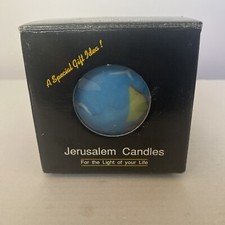 A Special Gift Idea !
Jerusalem Candles
For the Light of your Life